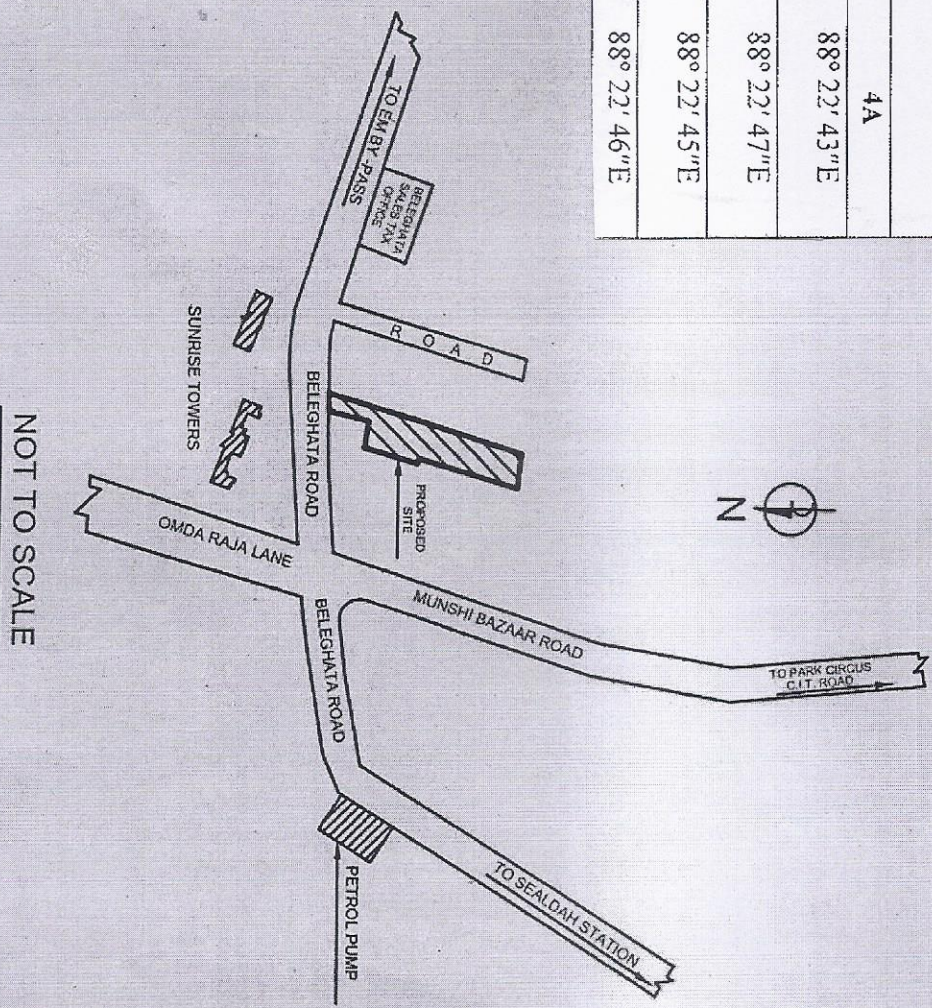 4A
88° 22' 43"E
88° 22' 47"E
88° 22' 45"E
88° 22' 46"E
TO EM BY -PASS
BELEGHATA
SALES TAX
OFFICE
ROAD
SUNRISE TOWERS
BELEGHATA ROAD
PROPOSED
SITE
N
OMDA RAJA LANE
MUNSHI BAZAAR ROAD
BELEGHATA ROAD
TO PARK CIRCUS
C.I.T. ROAD
TO SEALDAH STATION
PETROL PUMP
NOT TO SCALE